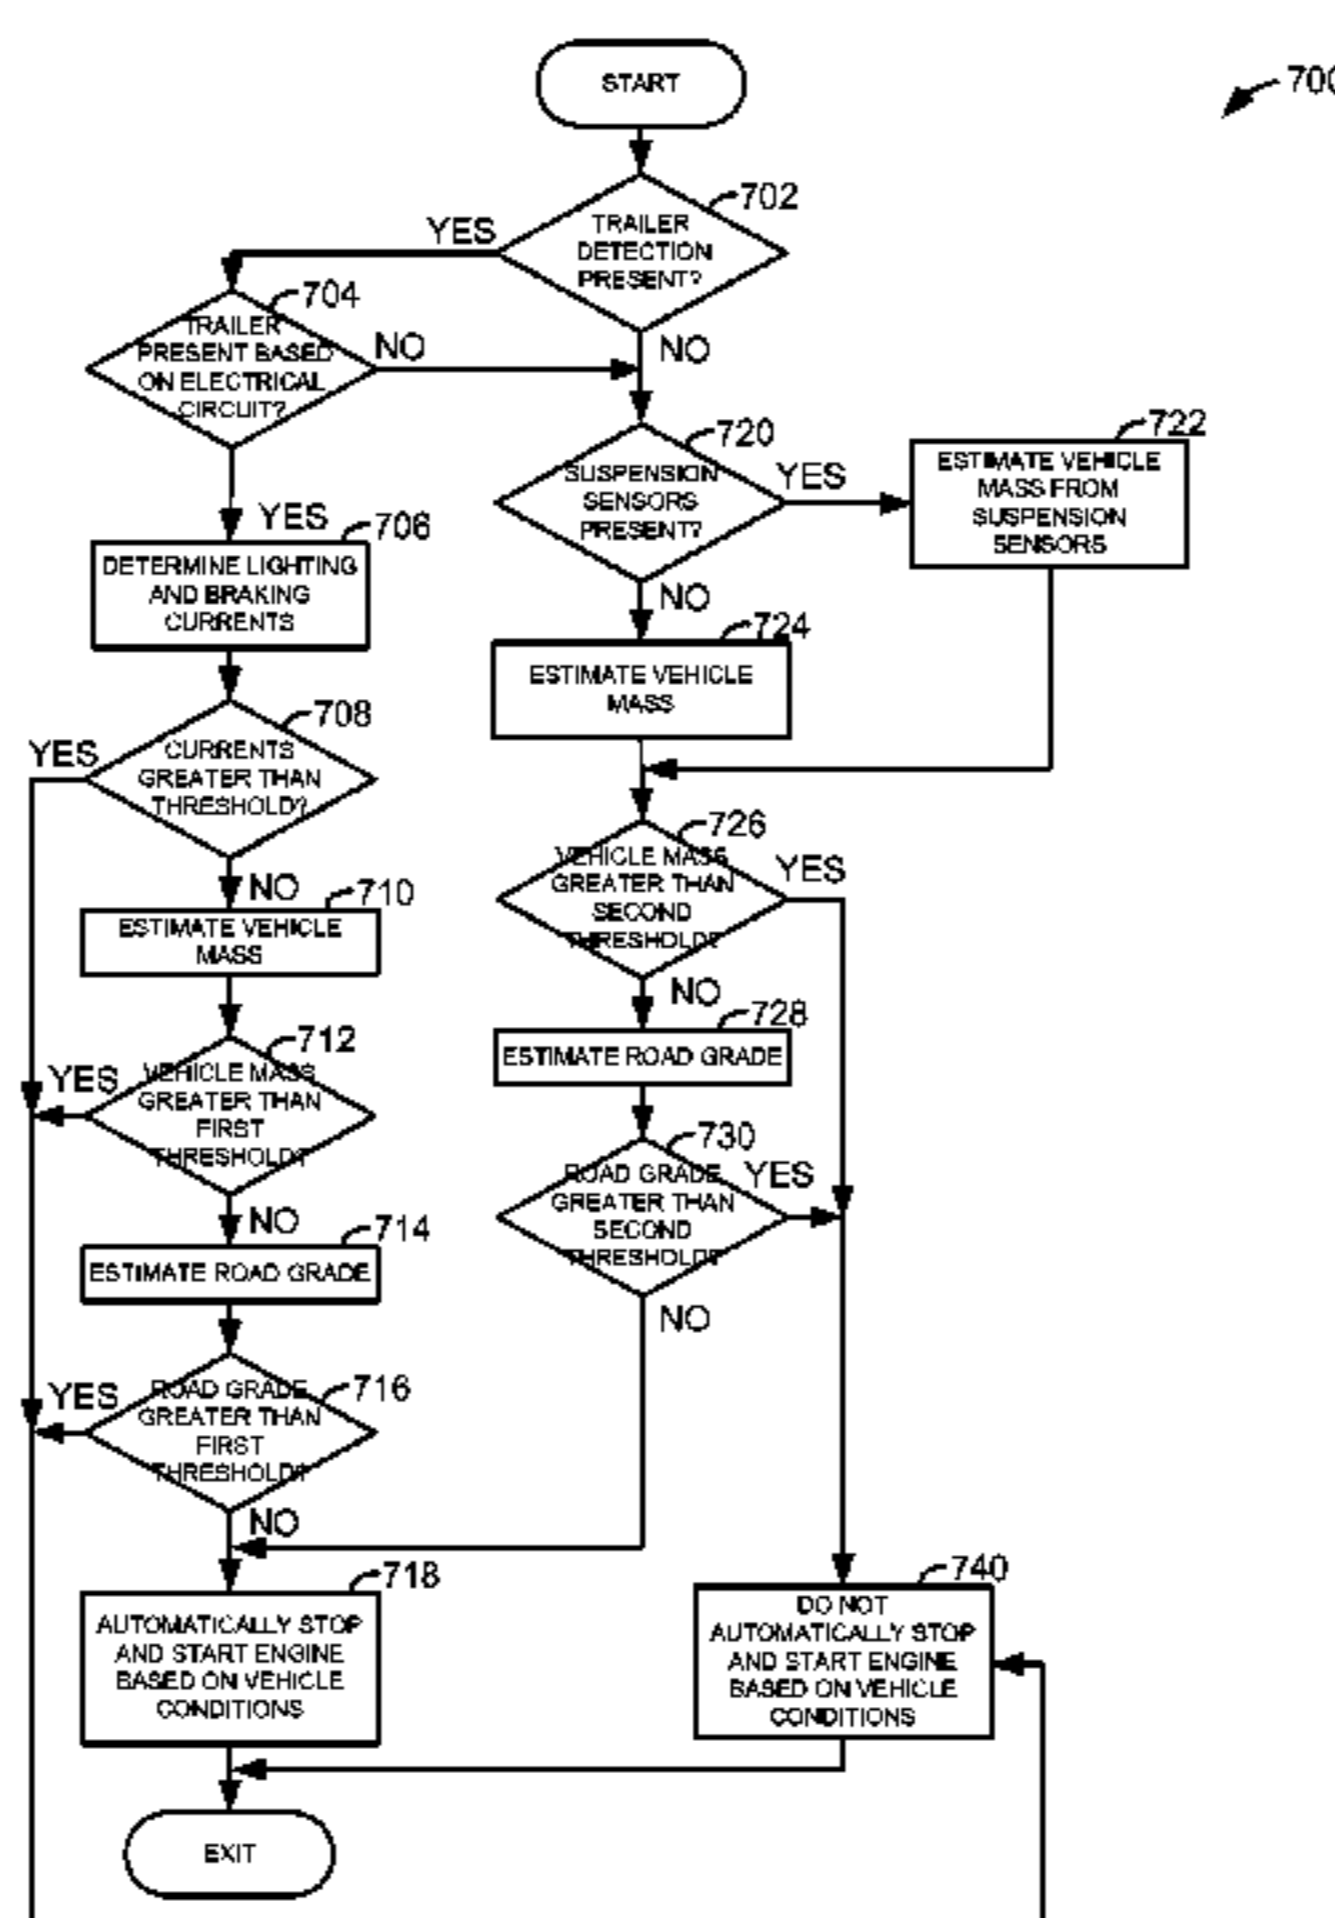 START
700
702
TRAILER
DETECTION
PRESENT?
YES
NO
704
TRAILER
PRESENT BASED
ON ELECTRICAL
CIRCUIT?
NO
YES
706
DETERMINE LIGHTING
AND BRAKING
CURRENTS
708
CURRENTS
GREATER THAN
THRESHOLD?
YES
NO
710
ESTIMATE VEHICLE
MASS
712
VEHICLE MASS
GREATER THAN
FIRST
THRESHOLD?
YES
NO
714
ESTIMATE ROAD GRADE
716
ROAD GRADE
GREATER THAN
FIRST
THRESHOLD?
YES
NO
718
AUTOMATICALLY STOP
AND START ENGINE
BASED ON VEHICLE
CONDITIONS
EXIT
720
SUSPENSION
SENSORS
PRESENT?
YES
NO
722
ESTIMATE VEHICLE
MASS FROM
SUSPENSION
SENSORS
724
ESTIMATE VEHICLE
MASS
726
VEHICLE MASS
GREATER THAN
SECOND
THRESHOLD?
YES
NO
728
ESTIMATE ROAD GRADE
730
ROAD GRADE
GREATER THAN
SECOND
THRESHOLD?
YES
NO
740
DO NOT
AUTOMATICALLY STOP
AND START ENGINE
BASED ON VEHICLE
CONDITIONS